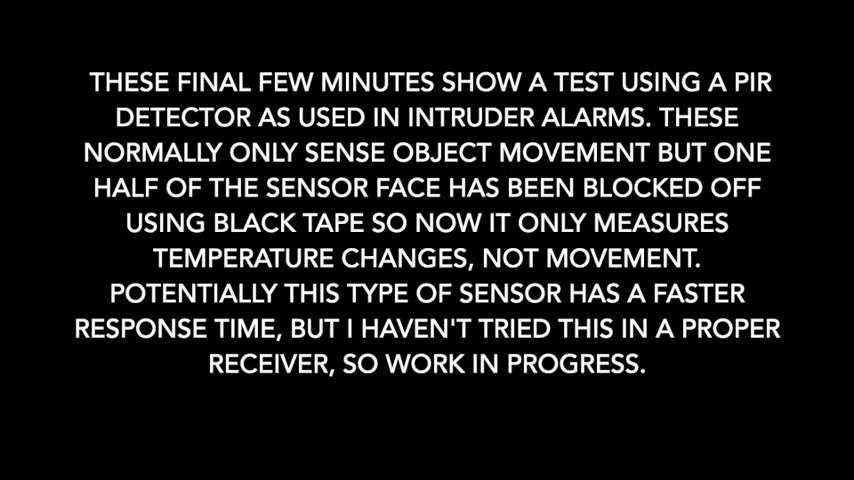 THESE FINAL FEW MINUTES SHOW A TEST USING A PIR
DETECTOR AS USED IN INTRUDER ALARMS. THESE
NORMALLY ONLY SENSE OBJECT MOVEMENT BUT ONE
HALF OF THE SENSOR FACE HAS BEEN BLOCKED OFF
USING BLACK TAPE SO NOW IT ONLY MEASURES
TEMPERATURE CHANGES, NOT MOVEMENT.
POTENTIALLY THIS TYPE OF SENSOR HAS A FASTER
RESPONSE TIME, BUT I HAVEN'T TRIED THIS IN A PROPER
RECEIVER, SO WORK IN PROGRESS.